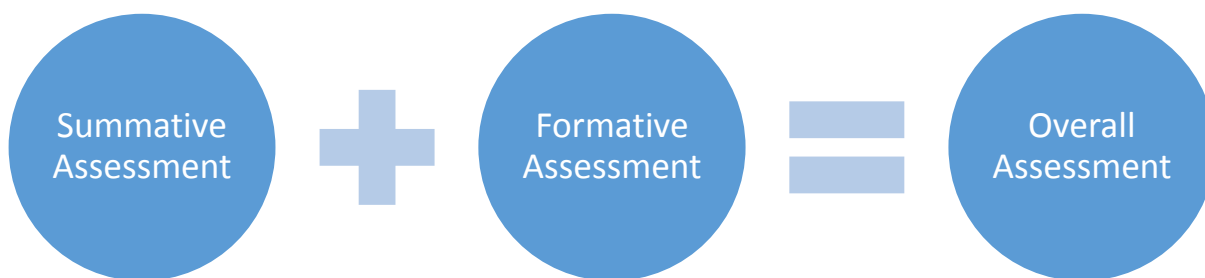 Summative
Assessment
Formative
Assessment
Overall
Assessment